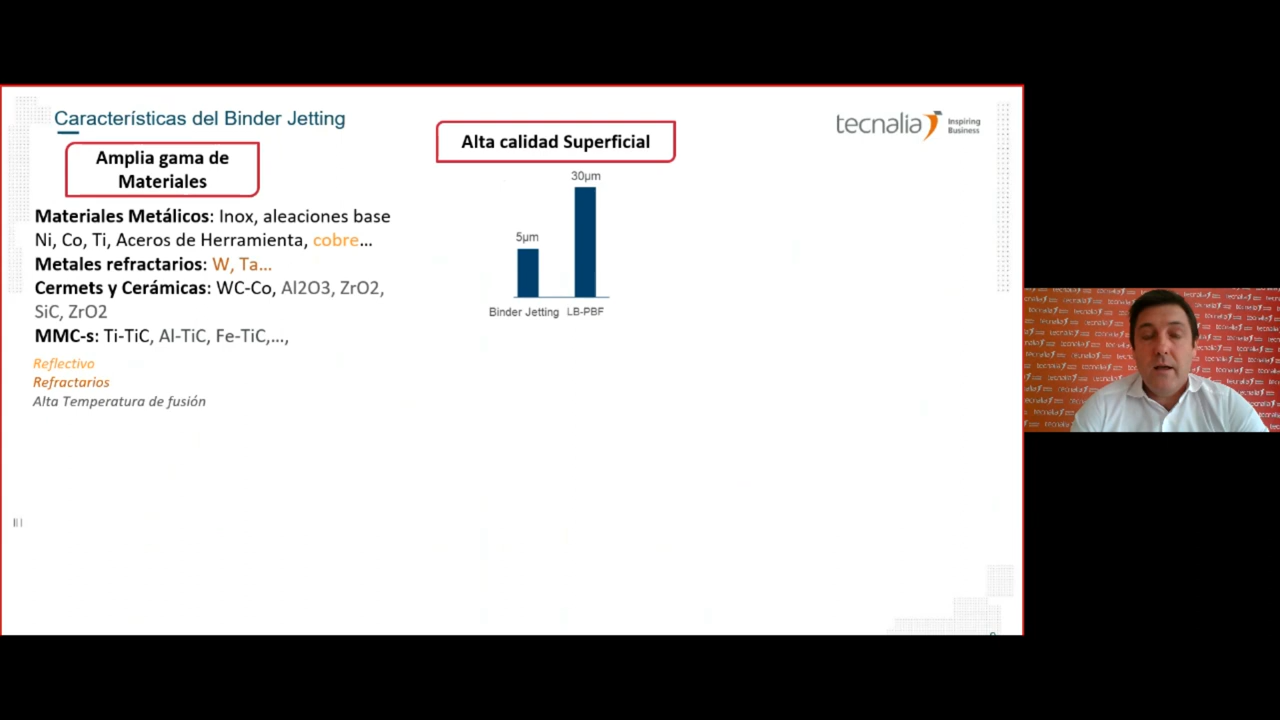 Características del Binder Jetting
tecnalia Inspiring
Business
Amplia gama de
Materiales
Materiales Metálicos: Inox, aleaciones base
Ni, Co, Ti, Aceros de Herramienta, cobre...
Metales refractarios: W, Ta...
Cermets y Cerámicas: WC-Co, Al2O3, ZrO2,
SiC, ZrO2
MMC-s: Ti-TiC, Al-TiC, Fe-TiC,...,
Reflectivo
Refractarios
Alta Temperatura de fusión
Alta calidad Superficial
30µm
5µm
Binder Jetting LB-PBF